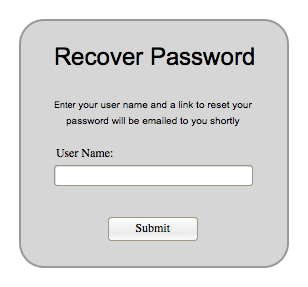 Recover Password
Enter your user name and a link to reset your
password will be emailed to you shortly
User Name:
Submit